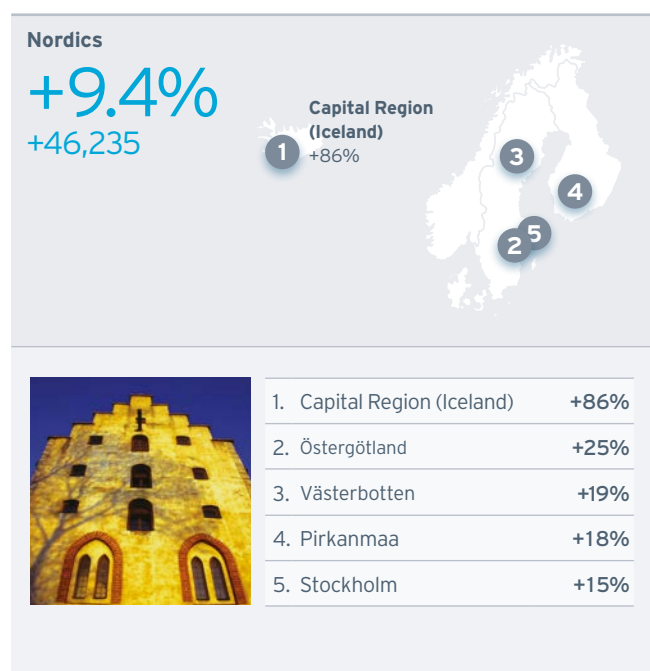 Nordics
+9.4%
+46,235
Capital Region
(Iceland)
+86%
1
3
4
5
2
1. Capital Region (Iceland) +86%
2. Östergötland +25%
3. Västerbotten +19%
4. Pirkanmaa +18%
5. Stockholm +15%